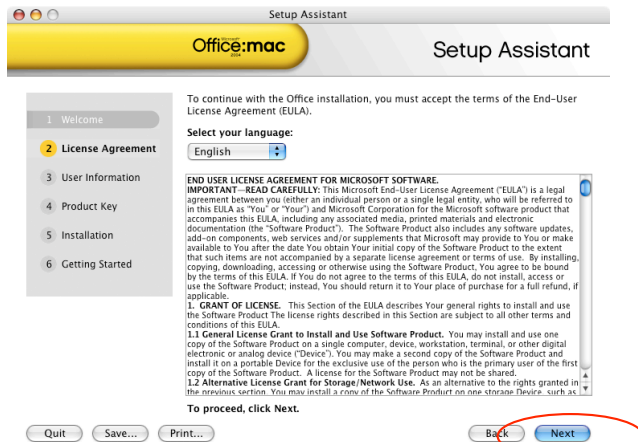 Setup Assistant
Microsoft
Office:mac
2004
Setup Assistant
To continue with the Office installation, you must accept the terms of the End-User
License Agreement (EULA).
Select your language:
English
1 Welcome
2 License Agreement
3 User Information
4 Product Key
5 Installation
6 Getting Started
END USER LICENSE AGREEMENT FOR MICROSOFT SOFTWARE.
IMPORTANT—READ CAREFULLY: This Microsoft End-User License Agreement ("EULA") is a legal
agreement between you (either an individual person or a single legal entity, who will be referred to
in this EULA as "You" or "Your") and Microsoft Corporation for the Microsoft software product that
accompanies this EULA, including any associated media, printed materials and electronic
documentation (the "Software Product"). The Software Product also includes any software updates,
add-on components, web services and/or supplements that Microsoft may provide to You or make
available to You after the date You obtain Your initial copy of the Software Product to the extent
that such items are not accompanied by a separate license agreement or terms of use. By installing,
copying, downloading, accessing or otherwise using the Software Product, You agree to be bound
by the terms of this EULA. If You do not agree to the terms of this EULA, do not install, access or
use the Software Product; instead, You should return it to Your place of purchase for a full refund, if
applicable.
1. GRANT OF LICENSE. This Section of the EULA describes Your general rights to install and use
the Software Product The license rights described in this Section are subject to all other terms and
conditions of this EULA.
1.1 General License Grant to Install and Use Software Product. You may install and use one
copy of the Software Product on a single computer, device, workstation, terminal, or other digital
electronic or analog device ("Device"). You may make a second copy of the Software Product and
install it on a portable Device for the exclusive use of the person who is the primary user of the first
copy of the Software Product. A license for the Software Product may not be shared.
1.2 Alternative License Grant for Storage/Network Use. As an alternative to the rights granted in
the previous section, You may install a copy of the Software Product on one storage Device, such as
To proceed, click Next.
Quit Save... Print... Back Next